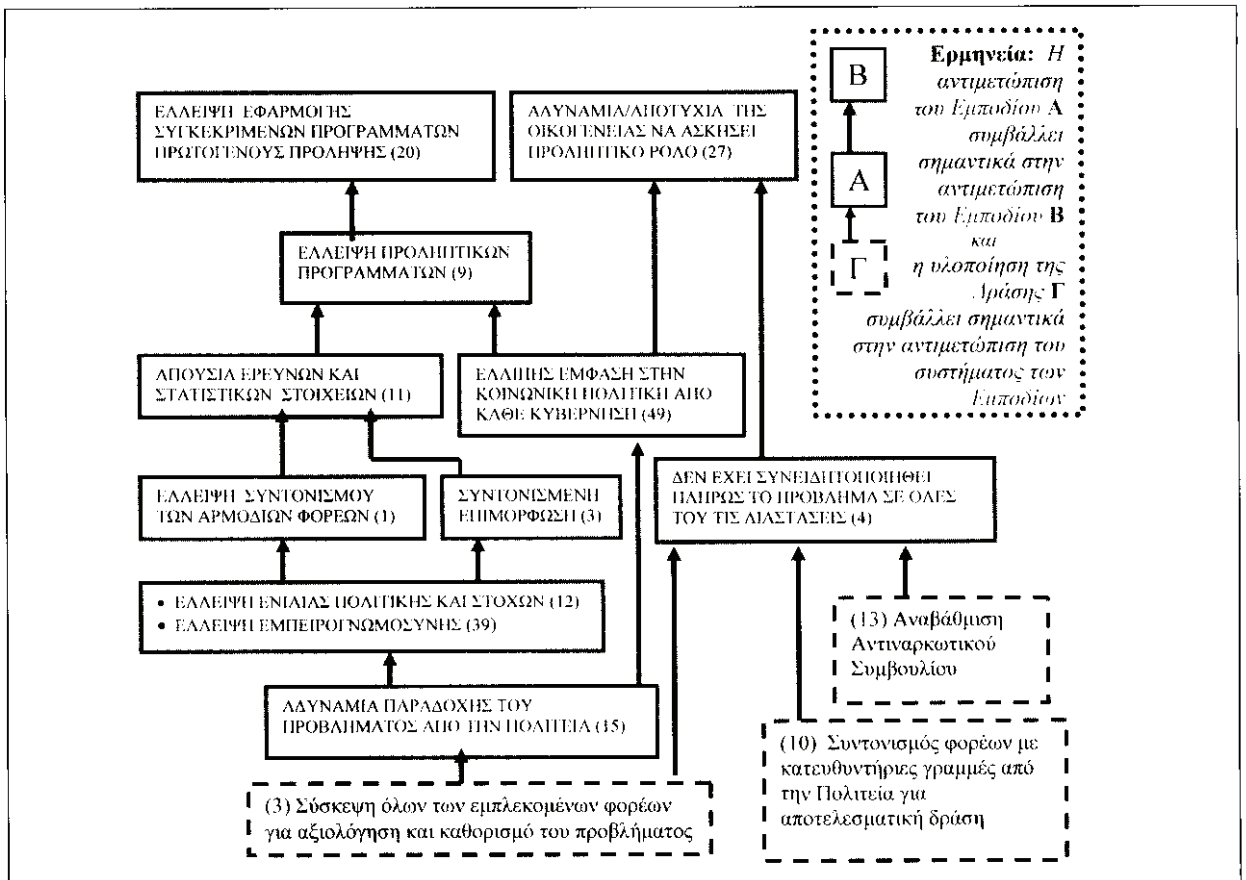 ΕΛΛΕΙΨΗ ΕΦΑΡΜΟΓΗΣ
ΣΥΓΚΕΚΡΙΜΕΝΩΝ ΠΡΟΓΡΑΜΜΑΤΩΝ
ΠΡΩΤΟΓΕΝΟΥΣ ΠΡΟΛΗΨΗΣ (20)
ΑΔΥΝΑΜΙΑ/ΑΠΟΤΥΧΙΑ ΤΗΣ
ΟΙΚΟΓΕΝΕΙΑΣ ΝΑ ΑΣΚΗΣΕΙ
ΠΡΟΛΗΠΤΙΚΟ ΡΟΛΟ (27)
Β
Α
Γ
Ερμηνεία: Η
αντιμετώπιση
του Εμποδίου Α
συμβάλλει
σημαντικά στην
αντιμετώπιση
του Εμποδίου Β
και
η υλοποίηση της
Δράσης Γ
συμβάλλει σημαντικά
στην αντιμετώπιση του
συστήματος των
Εμποδίων
ΕΛΛΕΙΨΗ ΠΡΟΛΗΠΤΙΚΩΝ
ΠΡΟΓΡΑΜΜΑΤΩΝ (9)
ΑΠΟΥΣΙΑ ΕΡΕΥΝΩΝ ΚΑΙ
ΣΤΑΤΙΣΤΙΚΩΝ ΣΤΟΙΧΕΙΩΝ (11)
ΕΛΛΙΠΗΣ ΕΜΦΑΣΗ ΣΤΗΝ
ΚΟΙΝΩΝΙΚΗ ΠΟΛΙΤΙΚΗ ΑΠΟ
ΚΑΘΕ ΚΥΒΕΡΝΗΣΗ (49)
ΕΛΛΕΙΨΗ ΣΥΝΤΟΝΙΣΜΟΥ
ΤΩΝ ΑΡΜΟΔΙΩΝ ΦΟΡΕΩΝ (1)
ΣΥΝΤΟΝΙΣΜΕΝΗ
ΕΠΙΜΟΡΦΩΣΗ (3)
ΔΕΝ ΕΧΕΙ ΣΥΝΕΙΔΗΤΟΠΟΙΗΘΕΙ
ΠΛΗΡΩΣ ΤΟ ΠΡΟΒΛΗΜΑ ΣΕ ΟΛΕΣ
ΤΟΥ ΤΙΣ ΔΙΑΣΤΑΣΕΙΣ (4)
• ΕΛΛΕΙΨΗ ΕΝΙΑΙΑΣ ΠΟΛΙΤΙΚΗΣ ΚΑΙ ΣΤΟΧΩΝ (12)
• ΕΛΛΕΙΨΗ ΕΜΠΕΙΡΟΓΝΩΜΟΣΥΝΗΣ (39)
(13) Αναβάθμιση
Αντιναρκωτικού
Συμβουλίου
ΑΔΥΝΑΜΙΑ ΠΑΡΑΔΟΧΗΣ ΤΟΥ
ΠΡΟΒΛΗΜΑΤΟΣ ΑΠΟ ΤΗΝ ΠΟΛΙΤΕΙΑ (15)
(10) Συντονισμός φορέων με
κατευθυντήριες γραμμές από
την Πολιτεία για
αποτελεσματική δράση
(3) Σύσκεψη όλων των εμπλεκομένων φορέων
για αξιολόγηση και καθορισμό του προβλήματος